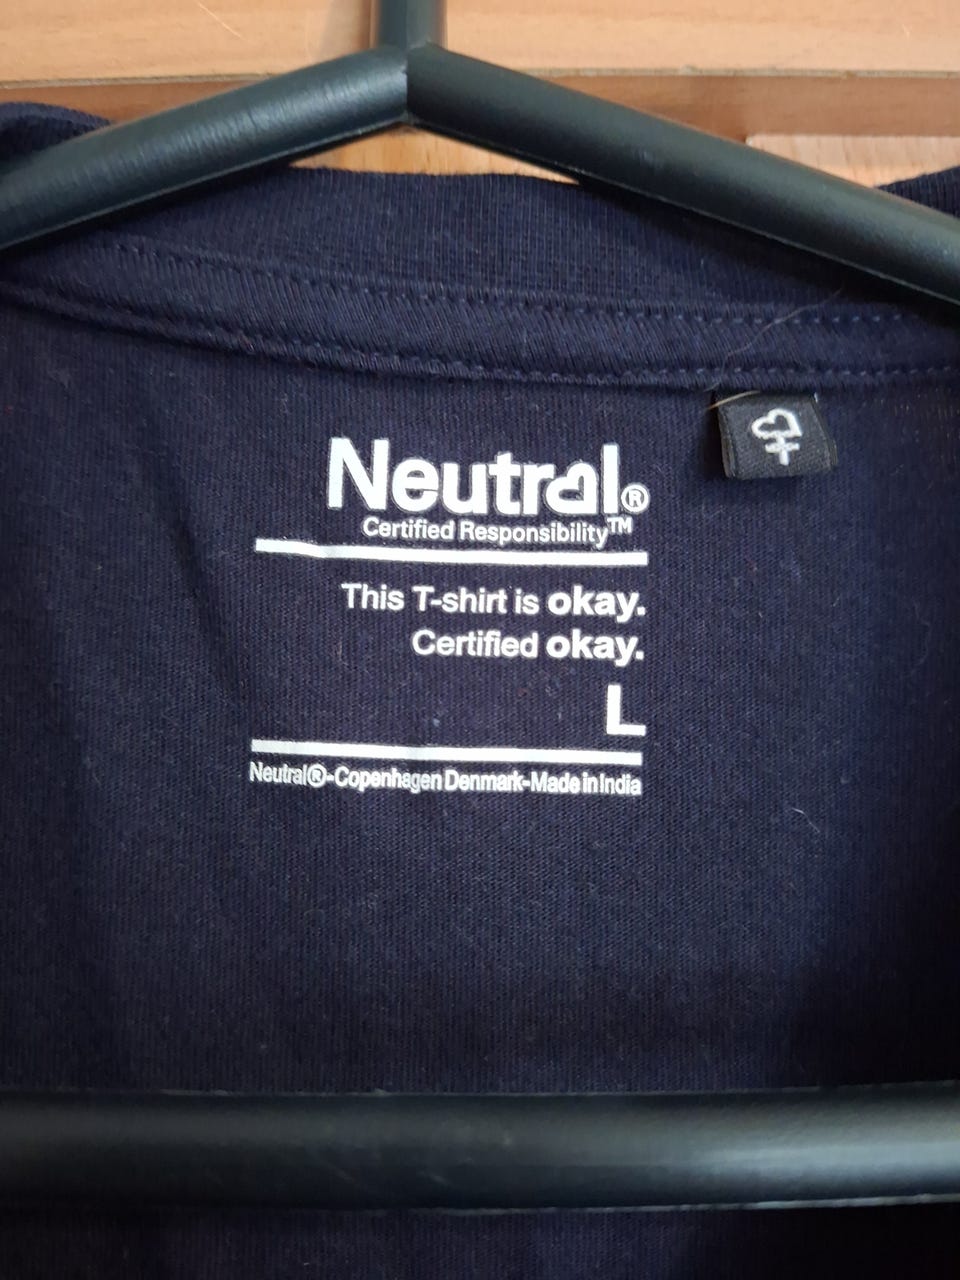 Neutral®
Certified Responsibility™
This T-shirt is okay.
Certified okay.
L
Neutral®-Copenhagen Denmark-Made in India